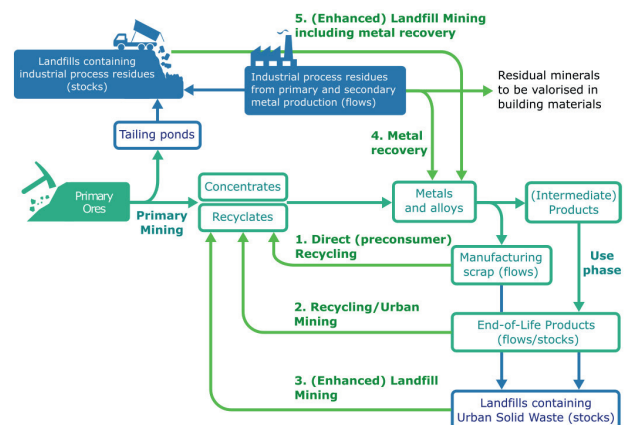 5. (Enhanced) Landfill Mining
including metal recovery
Landfills containing
industrial process residues
(stocks)
Industrial process residues
from primary and secondary
metal production (flows)
Residual minerals
to be valorised in
building materials
Tailing ponds
4. Metal
recovery
Primary
Ores
Primary
Mining
Concentrates
Recyclates
Metals
and alloys
(Intermediate)
Products
1. Direct (preconsumer)
Recycling
Manufacturing
scrap (flows)
Use
phase
2. Recycling/Urban
Mining
End-of-Life Products
(flows/stocks)
3. (Enhanced) Landfill
Mining
Landfills containing
Urban Solid Waste (stocks)